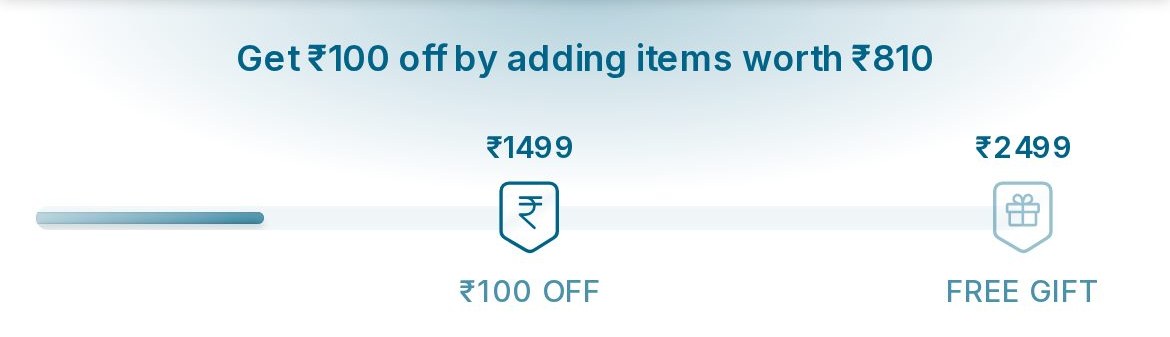 Get ₹100 off by adding items worth ₹810
₹1499 ₹2499
₹
₹100 OFF FREE GIFT